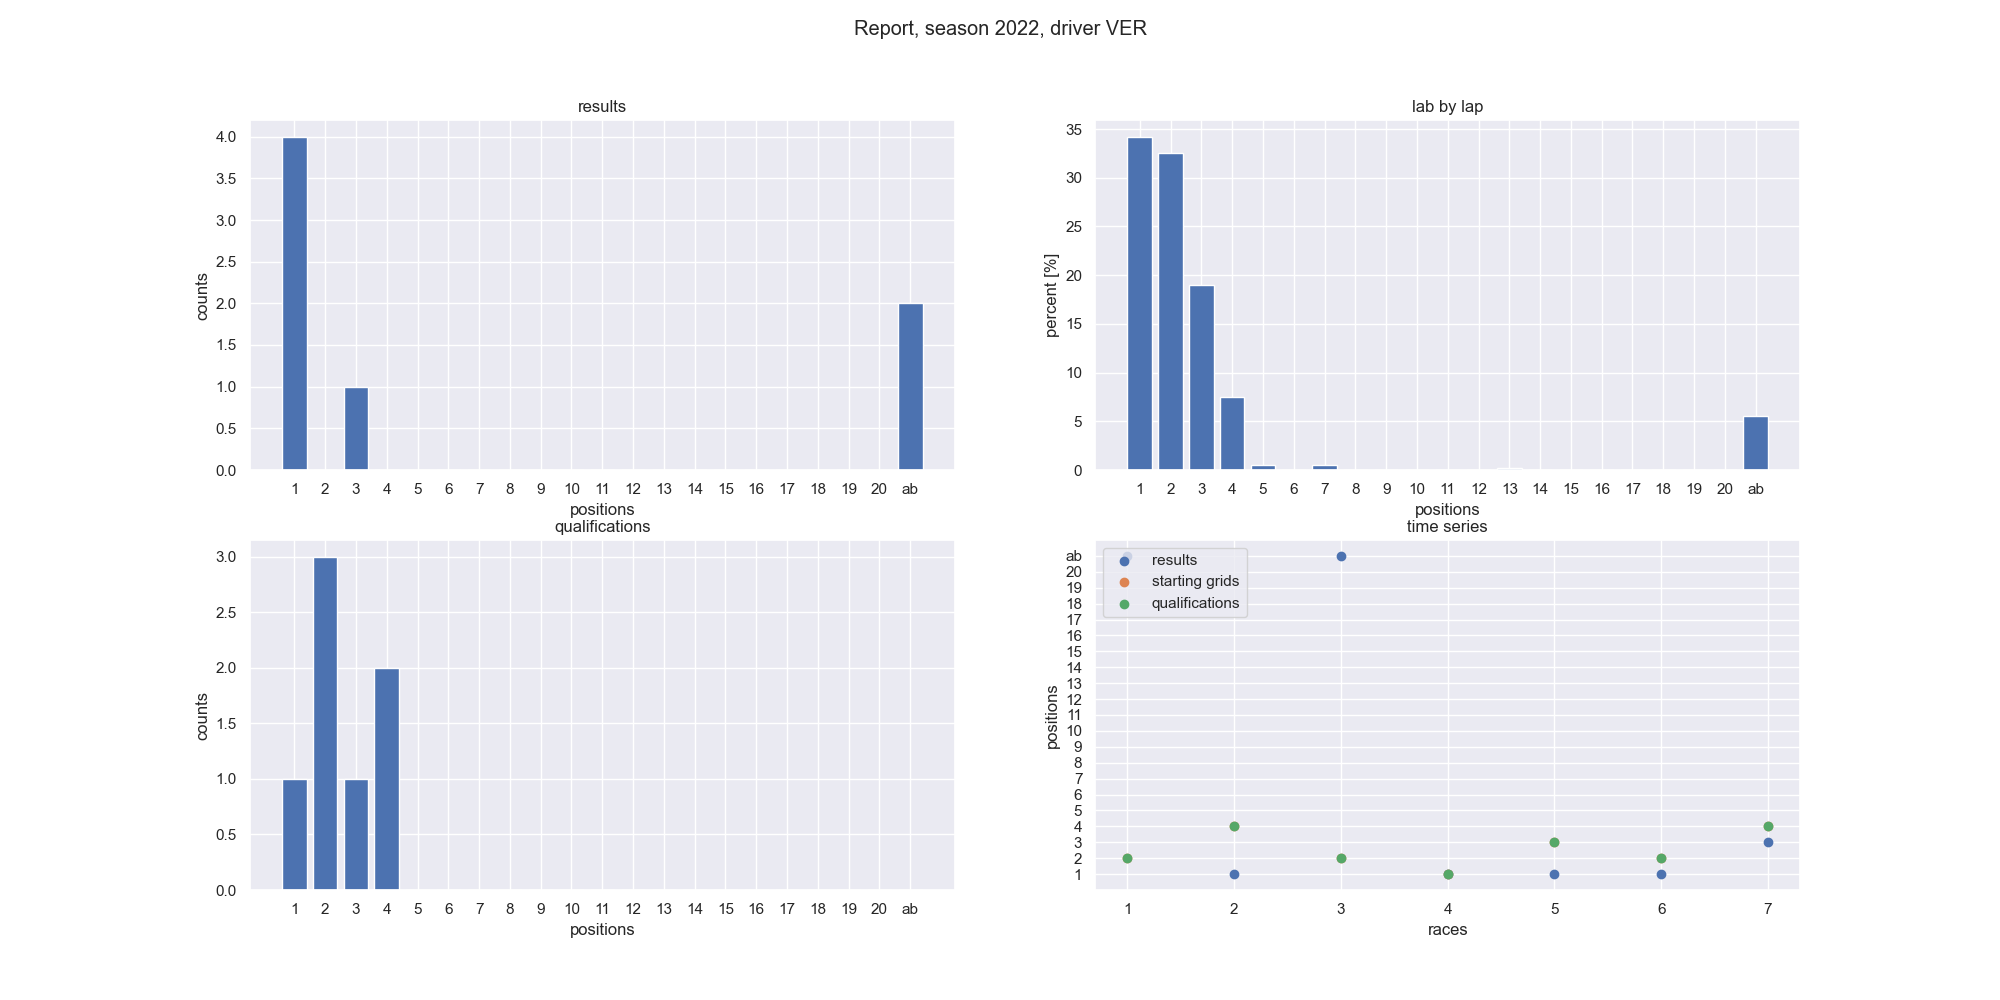 Report, season 2022, driver VER
results
counts
4.0
3.5
3.0
2.5
2.0
1.5
1.0
0.5
0.0
1 2 3 4 5 6 7 8 9 10 11 12 13 14 15 16 17 18 19 20 ab
positions
lab by lap
percent [%]
35
30
25
20
15
10
5
0
1 2 3 4 5 6 7 8 9 10 11 12 13 14 15 16 17 18 19 20 ab
positions
qualifications
counts
3.0
2.5
2.0
1.5
1.0
0.5
0.0
1 2 3 4 5 6 7 8 9 10 11 12 13 14 15 16 17 18 19 20 ab
positions
time series
results
starting grids
qualifications
positions
ab
20
19
18
17
16
15
14
13
12
11
10
9
8
7
6
5
4
3
2
1
1 2 3 4 5 6 7
races